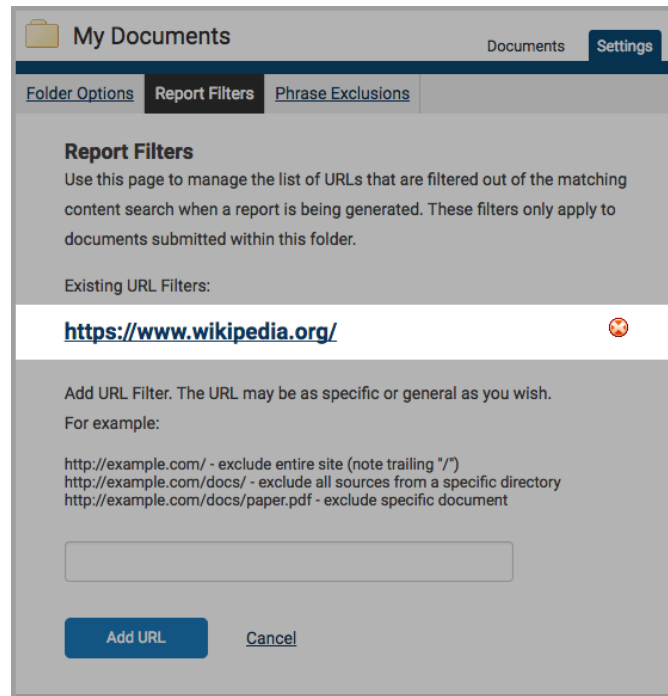 My Documents
Documents
Settings
Folder Options
Report Filters
Phrase Exclusions
Report Filters
Use this page to manage the list of URLs that are filtered out of the matching
content search when a report is being generated. These filters only apply to
documents submitted within this folder.
Existing URL Filters:
https://www.wikipedia.org/
Add URL Filter. The URL may be as specific or general as you wish.
For example:
http://example.com/ - exclude entire site (note trailing "/")
http://example.com/docs/ - exclude all sources from a specific directory
http://example.com/docs/paper.pdf - exclude specific document
Add URL
Cancel